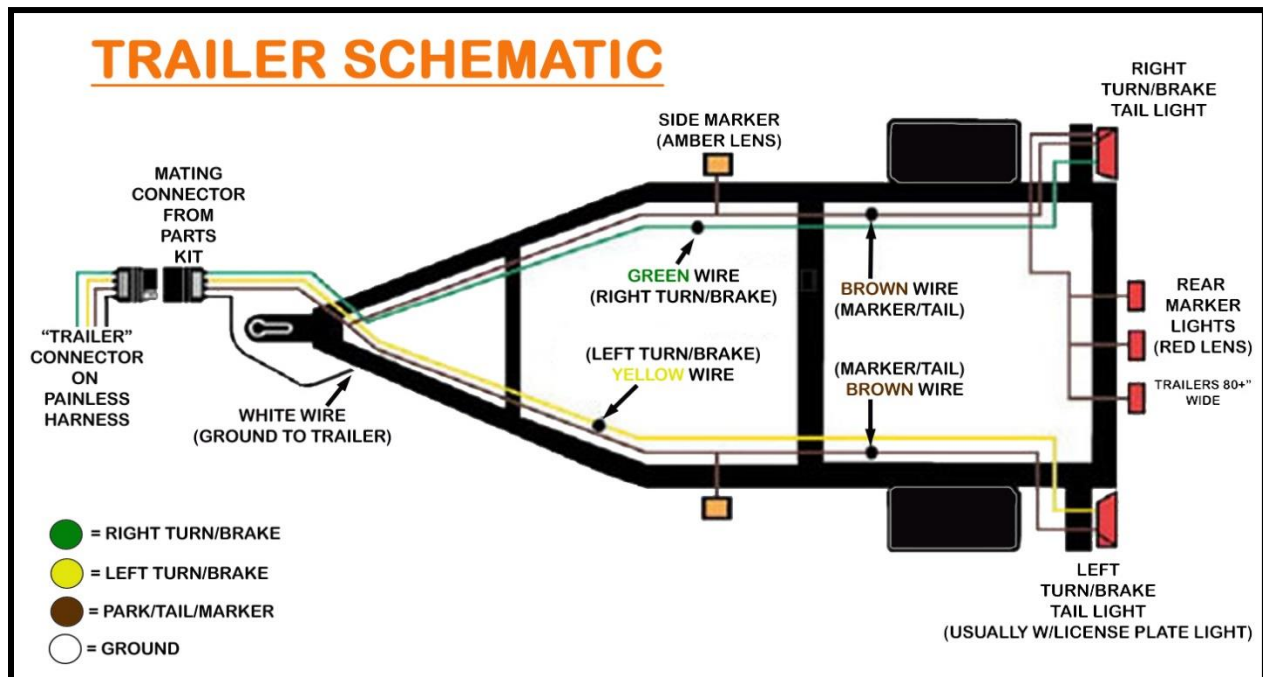 TRAILER SCHEMATIC
RIGHT
TURN/BRAKE
TAIL LIGHT
SIDE MARKER
(AMBER LENS)
MATING
CONNECTOR
FROM
PARTS
KIT
GREEN WIRE
(RIGHT TURN/BRAKE)
BROWN WIRE
(MARKER/TAIL)
REAR
MARKER
LIGHTS
(RED LENS)
TRAILERS 80+"
WIDE
“TRAILER”
CONNECTOR
ON
PAINLESS
HARNESS
WHITE WIRE
(GROUND TO TRAILER)
(LEFT TURN/BRAKE)
YELLOW WIRE
(MARKER/TAIL)
BROWN WIRE
= RIGHT TURN/BRAKE
= LEFT TURN/BRAKE
= PARK/TAIL/MARKER
= GROUND
LEFT
TURN/BRAKE
TAIL LIGHT
(USUALLY W/LICENSE PLATE LIGHT)